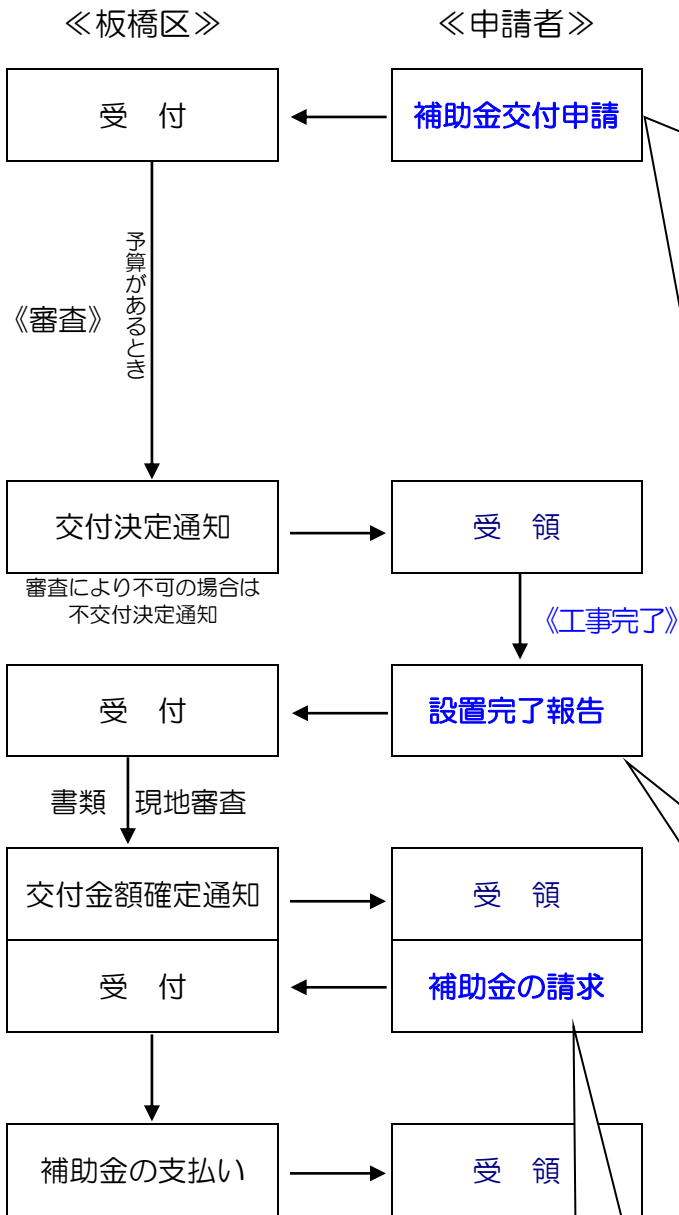 ≪板橋区≫
≪申請者≫
受　付
補助金交付申請
予算があるとき
《審査》
交付決定通知
受　領
審査により不可の場合は
不交付決定通知
《工事完了》
受　付
設置完了報告
書類
現地審査
交付金額確定通知
受　領
受　付
補助金の請求
補助金の支払い
受　領